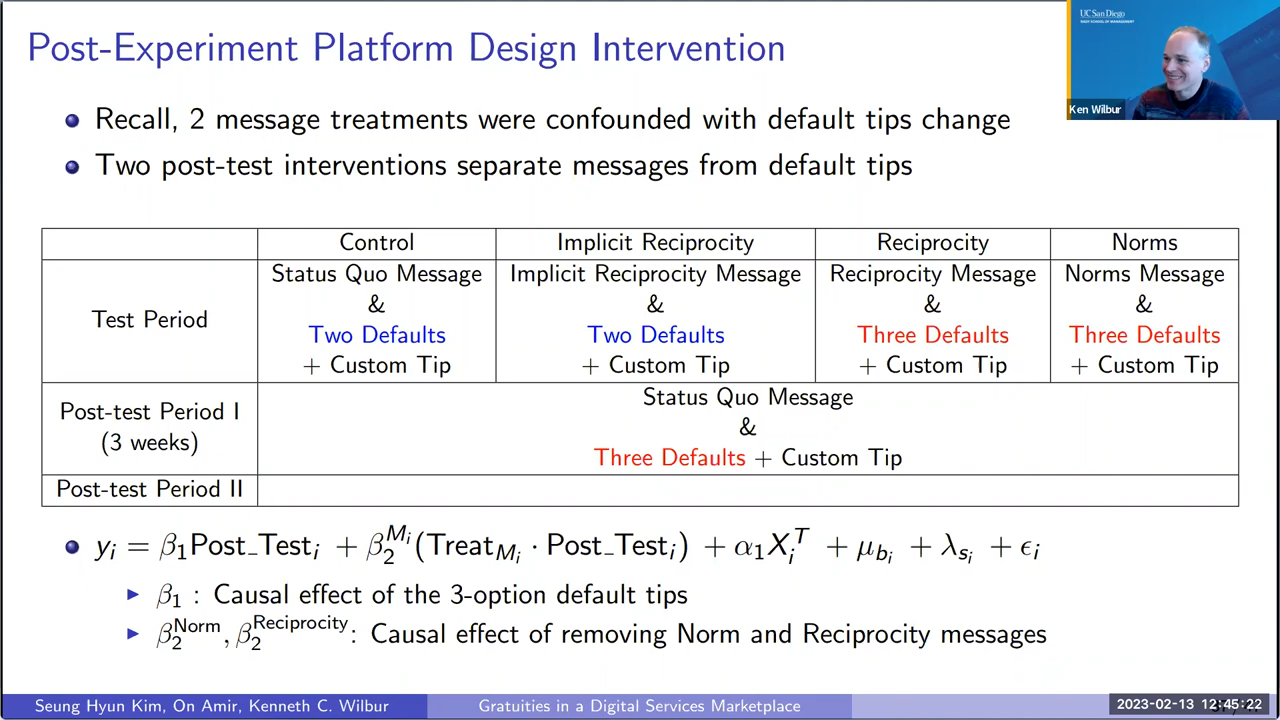 Post-Experiment Platform Design Intervention
UC San Diego
RADY SCHOOL OF MANAGEMENT
Ken Wilbur
Recall, 2 message treatments were confounded with default tips change
Two post-test interventions separate messages from default tips
Control Implicit Reciprocity Reciprocity Norms
Test Period
Status Quo Message
&
Two Defaults
+ Custom Tip
Implicit Reciprocity Message
&
Two Defaults
+ Custom Tip
Reciprocity Message
&
Three Defaults
+ Custom Tip
Norms Message
&
Three Defaults
+ Custom Tip
Post-test Period I
(3 weeks)
Status Quo Message
&
Three Defaults + Custom Tip
Post-test Period II
y_i = β_1Post_Test_i + β_2^{M_i}(Treat_{M_i} · Post_Test_i) + α_1X_i^T + μ_{b_i} + λ_{s_i} + ϵ_i
β_1 : Causal effect of the 3-option default tips
β_2^{Norm}, β_2^{Reciprocity}: Causal effect of removing Norm and Reciprocity messages
Seung Hyun Kim, On Amir, Kenneth C. Wilbur Gratuities in a Digital Services Marketplace
2023-02-13 12:45:22